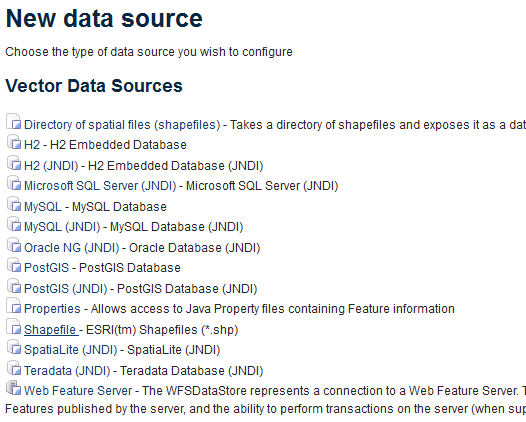 New data source
Choose the type of data source you wish to configure
Vector Data Sources
Directory of spatial files (shapefiles) - Takes a directory of shapefiles and exposes it as a
H2 - H2 Embedded Database
H2 (JNDI) - H2 Embedded Database (JNDI)
Microsoft SQL Server (JNDI) - Microsoft SQL Server (JNDI)
MySQL - MySQL Database
MySQL (JNDI) - MySQL Database (JNDI)
Oracle NG (JNDI) - Oracle Database (JNDI)
PostGIS - PostGIS Database
PostGIS (JNDI) - PostGIS Database (JNDI)
Properties - Allows access to Java Property files containing Feature information
Shapefile - ESRI(tm) Shapefiles (*.shp)
SpatiaLite (JNDI) - SpatiaLite (JNDI)
Teradata (JNDI) - Teradata Database (JNDI)
Web Feature Server - The WFSDataStore represents a connection to a Web Feature Server.
Features published by the server, and the ability to perform transactions on the server (when